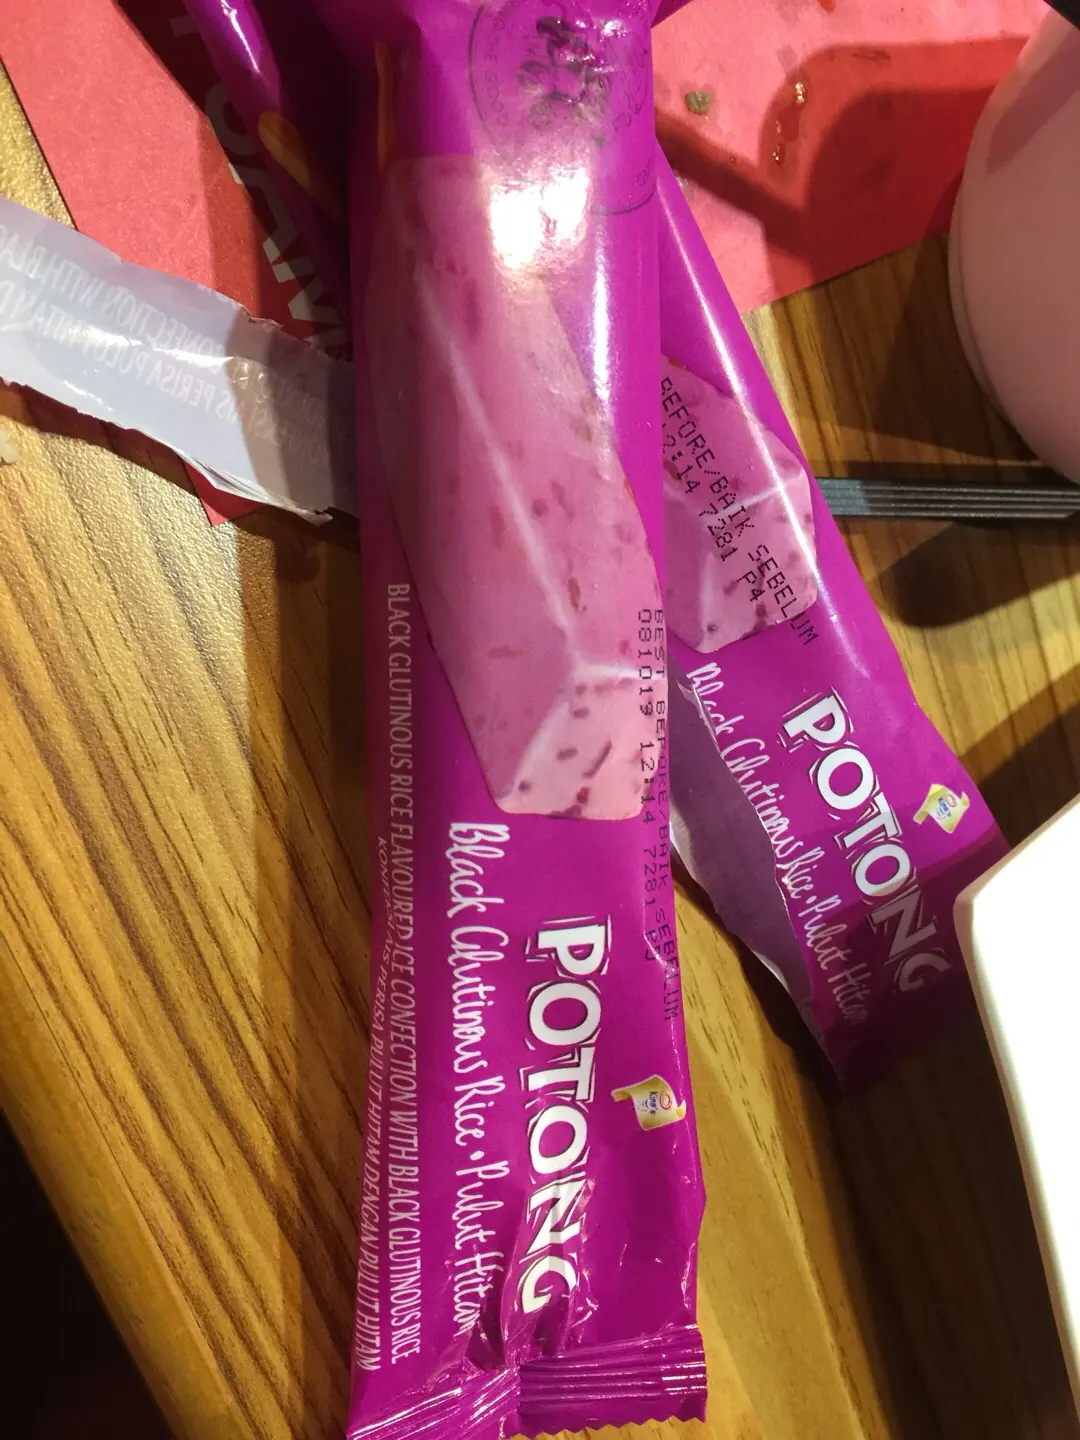 BEST BEFORE/BAIK SEBELUM
081019 12:14 7281 P5
POTONG
Black Glutinous Rice • Pulut Hitam
BLACK GLUTINOUS RICE FLAVOURED ICE CONFECTION WITH BLACK GLUTINOUS RICE
KONFEKSI AIS PERISA PULUT HITAM DENGAN PULUT HITAM
King's
BEFORE/BAIK SEBELUM
12:14 7281 P4
POTONG
Black Glutinous Rice • Pulut Hitam